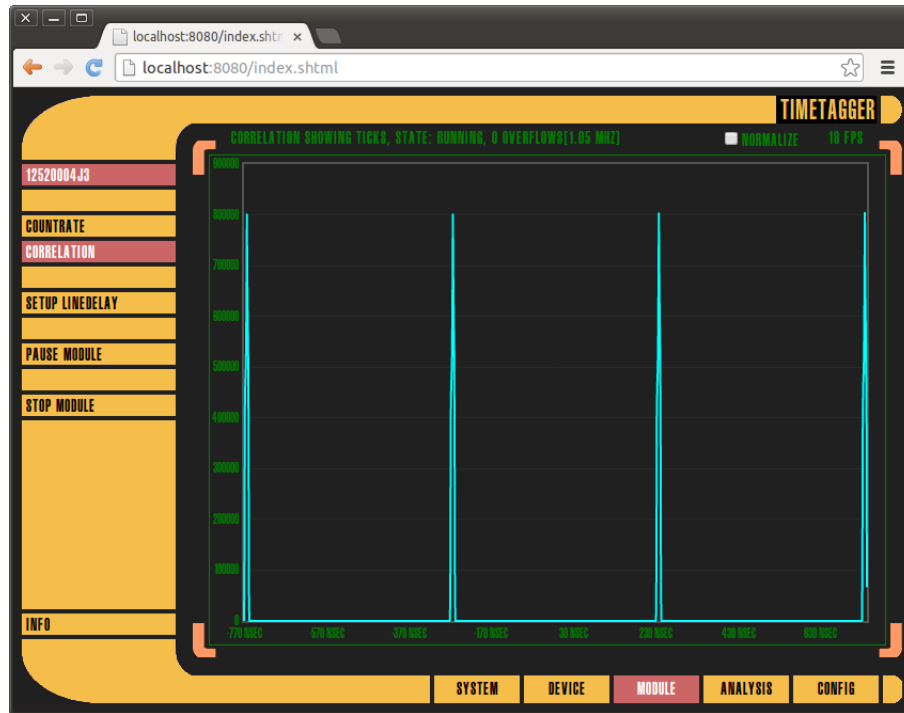 localhost:8080/index.shtm
localhost:8080/index.shtml
TIMETAGGER
CORRELATION SHOWING TICKS, STATE: RUNNING, 0 OVERFLOWS[1.05 MHZ]
NORMALIZE
18 FPS
12520004J3
COUNTRATE
CORRELATION
SETUP LINEDELAY
PAUSE MODULE
STOP MODULE
INFO
900000
800000
700000
600000
500000
400000
300000
200000
100000
0
-770 NSEC -570 NSEC -370 NSEC -170 NSEC 30 NSEC 230 NSEC 430 NSEC 630 NSEC
SYSTEM DEVICE MODULE ANALYSIS CONFIG